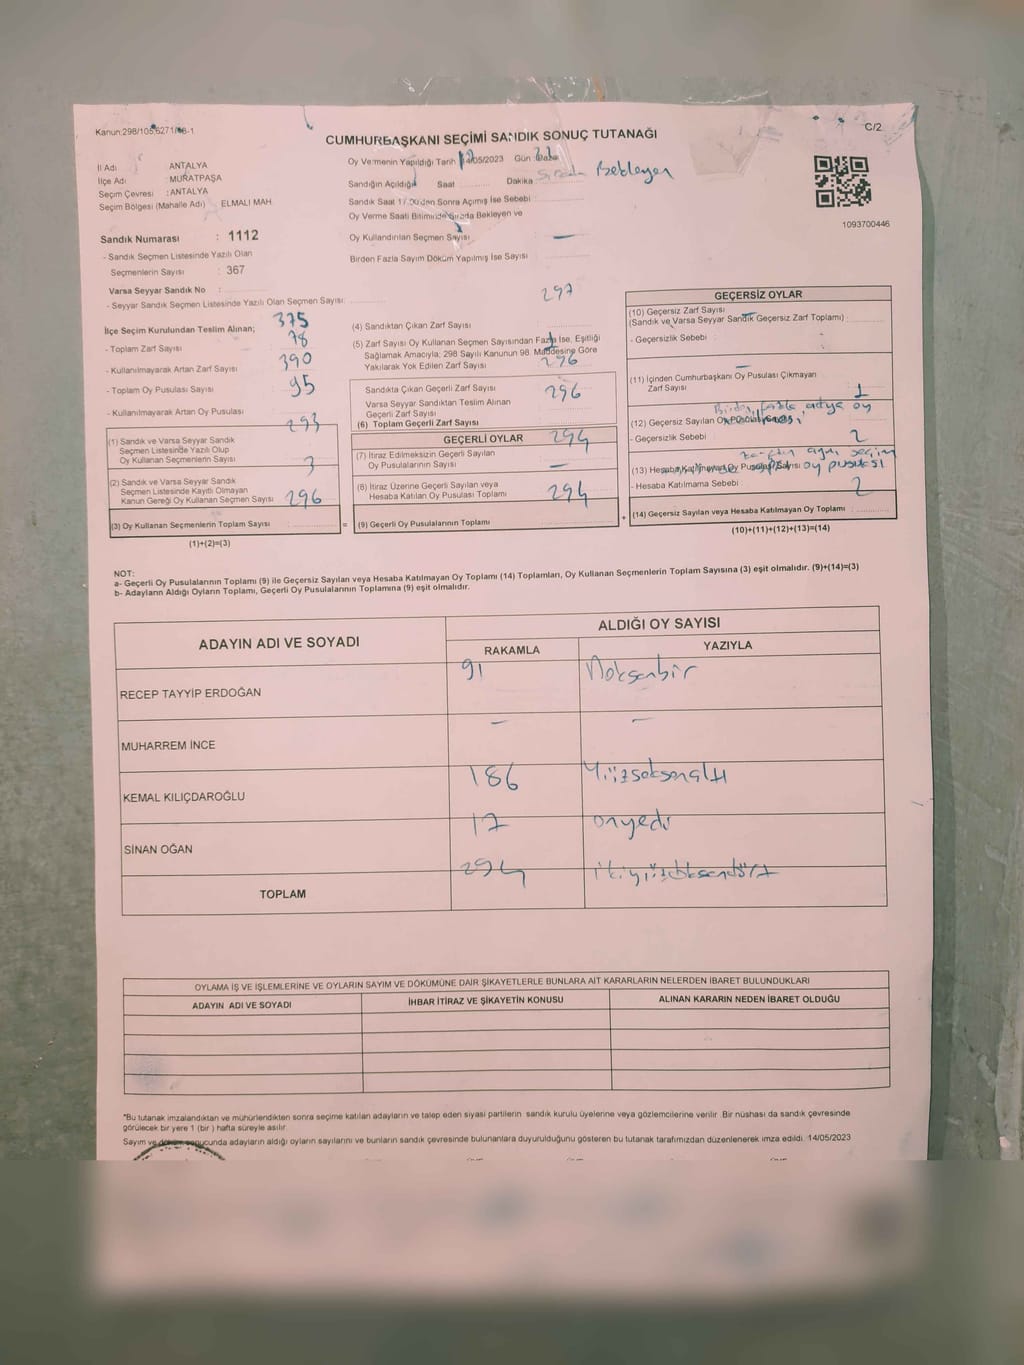 Kanun:298/105,6271/ -1
C/2
CUMHURBAŞKANI SEÇİMİ SANDIK SONUÇ TUTANAĞI
İl Adı ANTALYA
İlçe Adı MURATPAŞA
Seçim Çevresi : ANTALYA
Seçim Bölgesi (Mahalle Adı) ELMALI MAH.
Oy Vermenin Yapıldığı Tarih 14/05/2023 Gün
Sandığın Açıldığı Saat Dakika
Bekleyen
Sandık Saat 17.00'den Sonra Açılmış İse Sebebi :
Oy Verme Saati Bitiminde Sırada Bekleyen ve
Oy Kullandırılan Seçmen Sayısı : —
Birden Fazla Sayım Döküm Yapılmış İse Sayısı
1093700446
Sandık Numarası : 1112
- Sandık Seçmen Listesinde Yazılı Olan
Seçmenlerin Sayısı : 367
Varsa Seyyar Sandık No :
- Seyyar Sandık Seçmen Listesinde Yazılı Olan Seçmen Sayısı:
İlçe Seçim Kurulundan Teslim Alınan; 375
- Toplam Zarf Sayısı 78
- Kullanılmayarak Artan Zarf Sayısı 390
- Toplam Oy Pusulası Sayısı 95
- Kullanılmayarak Artan Oy Pusulası
293
(1) Sandık ve Varsa Seyyar Sandık
Seçmen Listesinde Yazılı Olup
Oy Kullanan Seçmenlerin Sayısı 3
(2) Sandık ve Varsa Seyyar Sandık
Seçmen Listesinde Kayıtlı Olmayan
Kanun Gereği Oy Kullanan Seçmen Sayısı 296
(3) Oy Kullanan Seçmenlerin Toplam Sayısı
=
(1)+(2)=(3)
297
(4) Sandıktan Çıkan Zarf Sayısı
(5) Zarf Sayısı Oy Kullanan Seçmen Sayısından Fazla İse, Eşitliği
Sağlamak Amacıyla; 298 Sayılı Kanunun 98. Maddesine Göre
Yakılarak Yok Edilen Zarf Sayısı 296
Sandıkta Çıkan Geçerli Zarf Sayısı
296
Varsa Seyyar Sandıktan Teslim Alınan
Geçerli Zarf Sayısı
(6) Toplam Geçerli Zarf Sayısı
GEÇERLİ OYLAR 294
(7) İtiraz Edilmeksizin Geçerli Sayılan
Oy Pusulalarının Sayısı —
(8) İtiraz Üzerine Geçerli Sayılan veya
Hesaba Katılan Oy Pusulası Toplamı 294
(9) Geçerli Oy Pusulalarının Toplamı
+
GEÇERSİZ OYLAR
(10) Geçersiz Zarf Sayısı
(Sandık ve Varsa Seyyar Sandık Geçersiz Zarf Toplamı) :
- Geçersizlik Sebebi :
—
(11) İçinden Cumhurbaşkanı Oy Pusulası Çıkmayan
Zarf Sayısı 1
Birden fazla adya oy
(12) Geçersiz Sayılan Oy Pusulası
- Geçersizlik Sebebi 2
zarftan aynı seçim
(13) Hesaba Katılmayan Oy Pusulası Sayısı oy pusulası
- Hesaba Katılmama Sebebi : 2
(14) Geçersiz Sayılan veya Hesaba Katılmayan Oy Toplamı :
(10)+(11)+(12)+(13)=(14)
NOT:
a- Geçerli Oy Pusulalarının Toplamı (9) ile Geçersiz Sayılan veya Hesaba Katılmayan Oy Toplamı (14) Toplamları, Oy Kullanan Seçmenlerin Toplam Sayısına (3) eşit olmalıdır. (9)+(14)=(3)
b- Adayların Aldığı Oyların Toplamı, Geçerli Oy Pusulalarının Toplamına (9) eşit olmalıdır.
ADAYIN ADI VE SOYADI
ALDIĞI OY SAYISI
RAKAMLA YAZIYLA
RECEP TAYYİP ERDOĞAN 91 Doksanbir
MUHARREM İNCE — —
KEMAL KILIÇDAROĞLU 186 Yüzseksenaltı
SİNAN OĞAN 17 onyedi
TOPLAM 294
OYLAMA İŞ VE İŞLEMLERİNE VE OYLARIN SAYIM VE DÖKÜMÜNE DAİR ŞİKAYETLERLE BUNLARA AİT KARARLARIN NELERDEN İBARET BULUNDUKLARI
ADAYIN ADI VE SOYADI İHBAR İTİRAZ VE ŞİKAYETİN KONUSU ALINAN KARARIN NEDEN İBARET OLDUĞU
*Bu tutanak imzalandıktan ve mühürlendikten sonra seçime katılan adayların ve talep eden siyasi partilerin sandık kurulu üyelerine veya gözlemcilerine verilir. Bir nüshası da sandık çevresinde
görülecek bir yere 1 (bir ) hafta süreyle asılır.
Sayım ve döküm sonucunda adayların aldığı oyların sayılarını ve bunların sandık çevresinde bulunanlara duyurulduğunu gösteren bu tutanak tarafımızdan düzenlenerek imza edildi. 14/05/2023